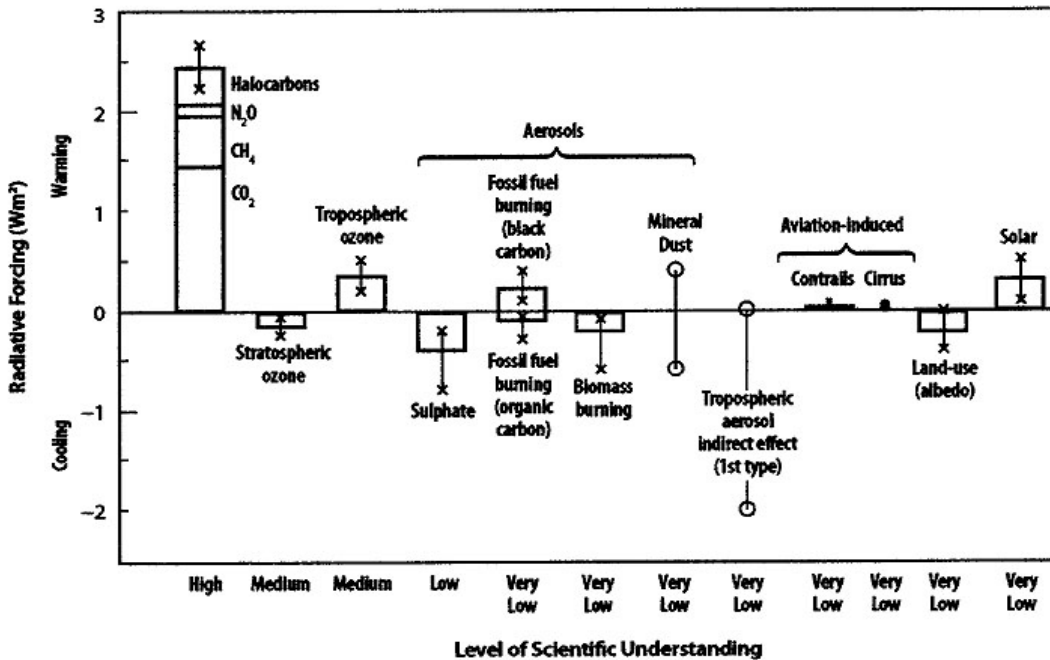 3
2
1
0
−1
−2
Radiative Forcing (Wm²)
Warming
Cooling
Halocarbons
N₂O
CH₄
CO₂
Stratospheric
ozone
Tropospheric
ozone
Aerosols
Sulphate
Fossil fuel
burning
(black
carbon)
Fossil fuel
burning
(organic
carbon)
Biomass
burning
Mineral
Dust
Tropospheric
aerosol
indirect effect
(1st type)
Aviation-induced
Contrails Cirrus
Land-use
(albedo)
Solar
High Medium Medium Low Very Very Very Very Very Very Very Very
Low Low Low Low Low Low Low Low
Level of Scientific Understanding